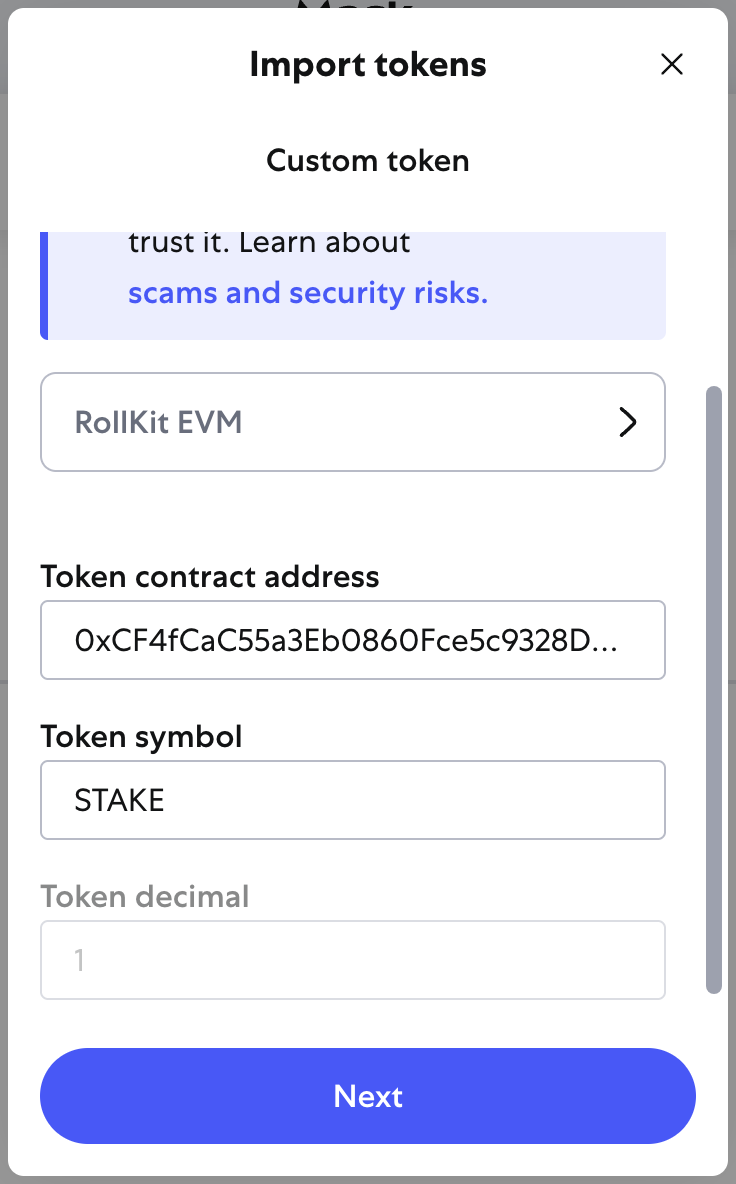 Import tokens
Custom token
trust it. Learn about
scams and security risks.
RollKit EVM
Token contract address
0xCF4fCaC55a3Eb0860Fce5c9328D...
Token symbol
STAKE
Token decimal
1
Next